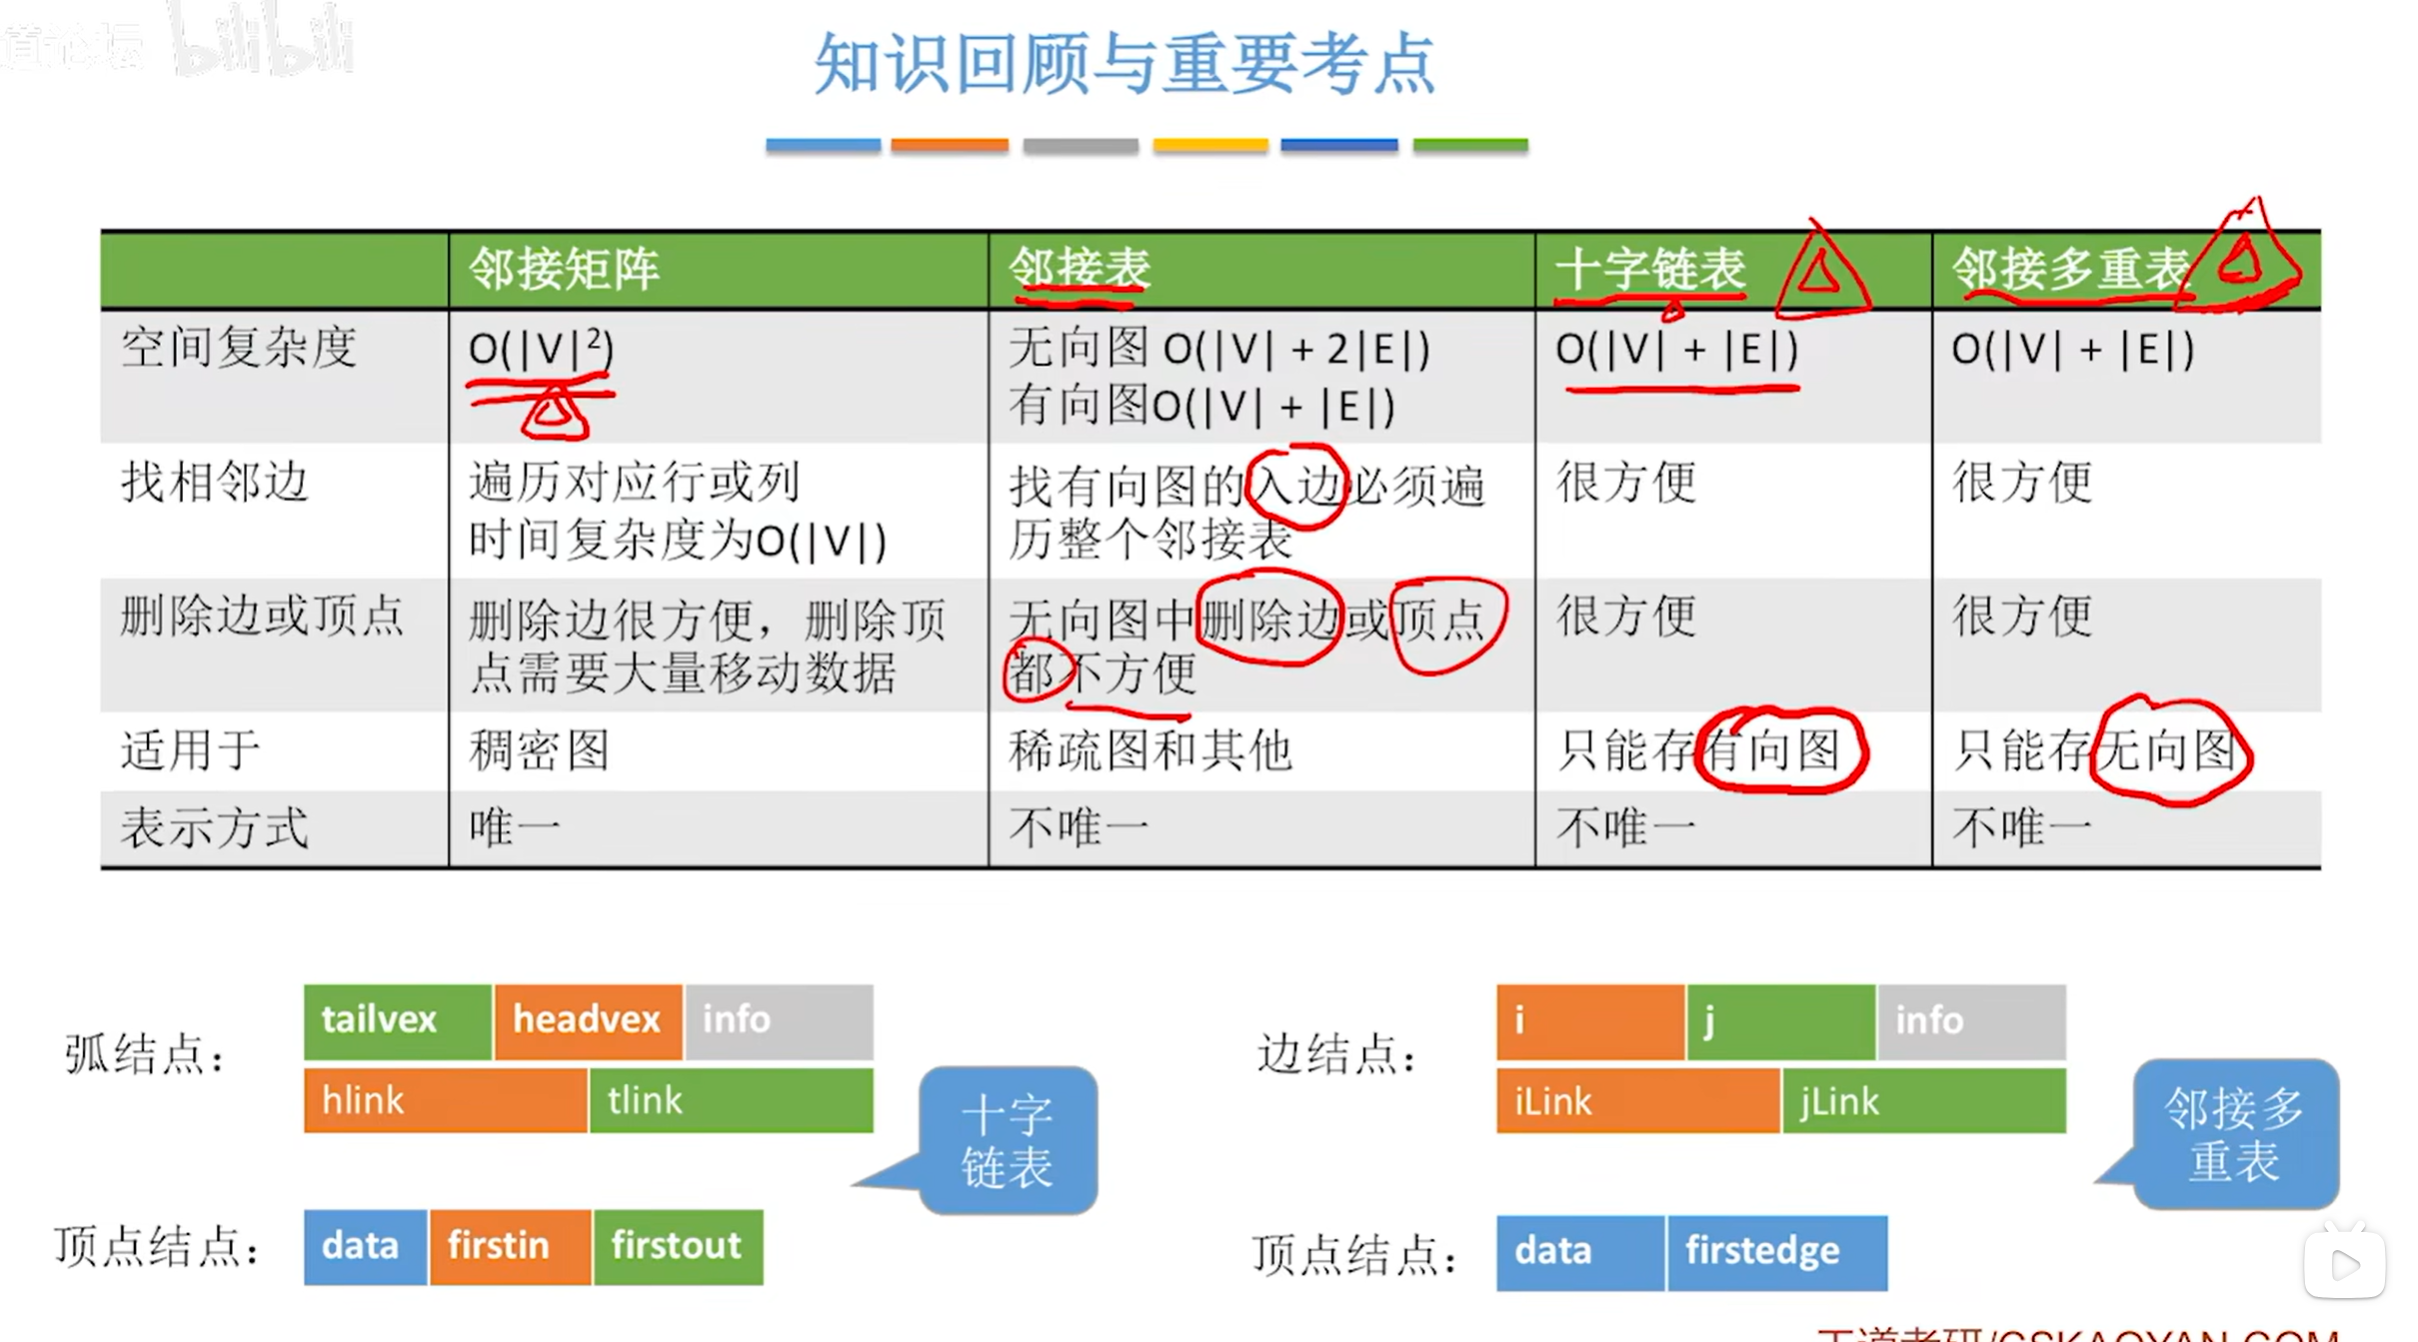 道论坛 bilibili
知识回顾与重要考点
邻接矩阵 邻接表 十字链表 邻接多重表
空间复杂度 O(|V|²) 无向图 O(|V| + 2|E|) O(|V| + |E|) O(|V| + |E|)
有向图O(|V| + |E|)
找相邻边 遍历对应行或列 找有向图的入边必须遍 很方便 很方便
时间复杂度为O(|V|) 历整个邻接表
删除边或顶点 删除边很方便，删除顶 无向图中删除边或顶点 很方便 很方便
点需要大量移动数据 都不方便
适用于 稠密图 稀疏图和其他 只能存有向图 只能存无向图
表示方式 唯一 不唯一 不唯一 不唯一
弧结点： tailvex headvex info
hlink tlink
十字
链表
顶点结点： data firstin firstout
边结点： i j info
iLink jLink
邻接多
重表
顶点结点： data firstedge
王道考研/CSKAOYAN.COM